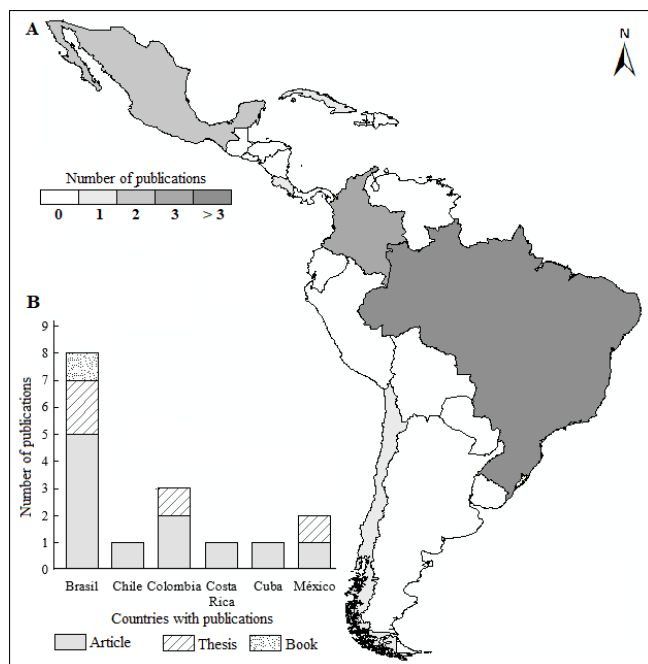 A
N
Number of publications
0 1 2 3 > 3
B
Number of publications
9
8
7
6
5
4
3
2
1
0
Brasil Chile Colombia Costa Rica Cuba México
Countries with publications
Article Thesis Book